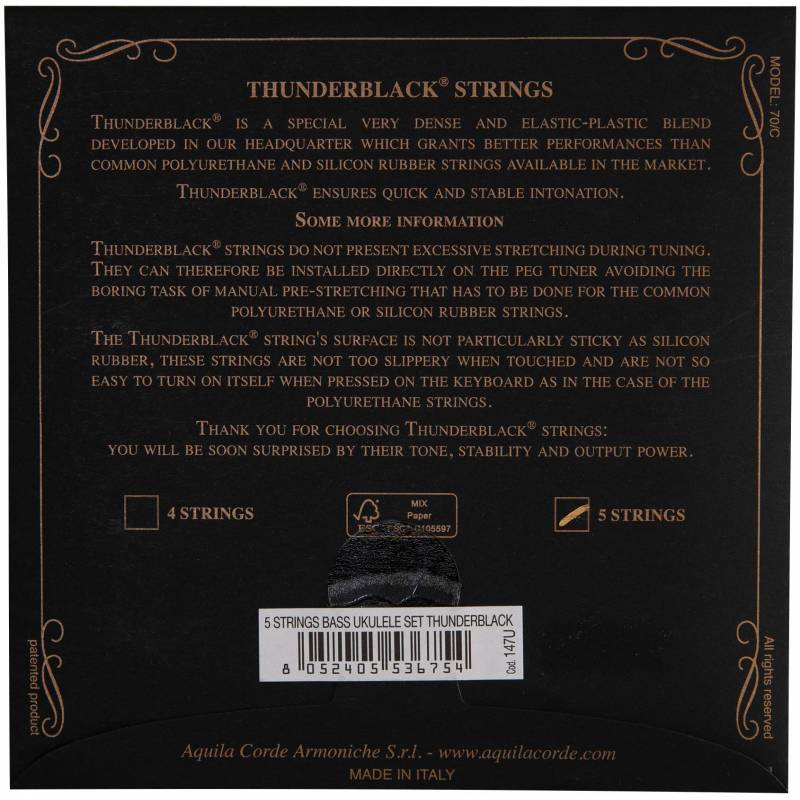 MODEL: 70/C
THUNDERBLACK® STRINGS
THUNDERBLACK® IS A SPECIAL VERY DENSE AND ELASTIC-PLASTIC BLEND
DEVELOPED IN OUR HEADQUARTER WHICH GRANTS BETTER PERFORMANCES THAN
COMMON POLYURETHANE AND SILICON RUBBER STRINGS AVAILABLE IN THE MARKET.
THUNDERBLACK® ENSURES QUICK AND STABLE INTONATION.
SOME MORE INFORMATION
THUNDERBLACK® STRINGS DO NOT PRESENT EXCESSIVE STRETCHING DURING TUNING.
THEY CAN THEREFORE BE INSTALLED DIRECTLY ON THE PEG TUNER AVOIDING THE
BORING TASK OF MANUAL PRE-STRETCHING THAT HAS TO BE DONE FOR THE COMMON
POLYURETHANE OR SILICON RUBBER STRINGS.
THE THUNDERBLACK® STRING'S SURFACE IS NOT PARTICULARLY STICKY AS SILICON
RUBBER, THESE STRINGS ARE NOT TOO SLIPPERY WHEN TOUCHED AND ARE NOT SO
EASY TO TURN ON ITSELF WHEN PRESSED ON THE KEYBOARD AS IN THE CASE OF THE
POLYURETHANE STRINGS.
THANK YOU FOR CHOOSING THUNDERBLACK® STRINGS:
YOU WILL BE SOON SURPRISED BY THEIR TONE, STABILITY AND OUTPUT POWER.
4 STRINGS
MIX
Paper
FSC
5 STRINGS
5 STRINGS BASS UKULELE SET THUNDERBLACK
8 052405 536754
Cod. 147U
patented product
All rights reserved
Aquila Corde Armoniche S.r.l. - www.aquilacorde.com
MADE IN ITALY